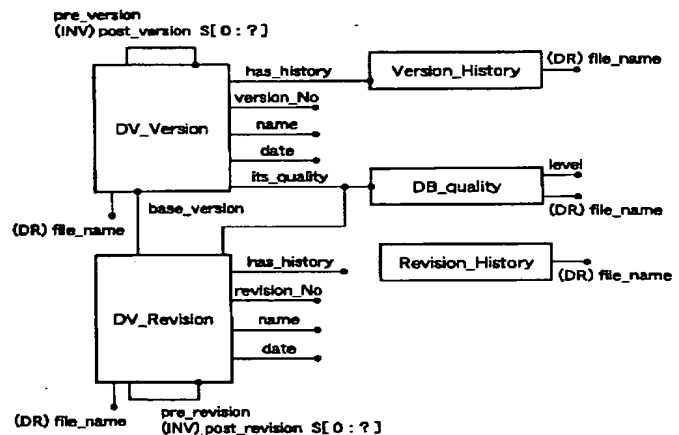 pre_version
(INV) post_version S[0:?]
has_history
Version_History
(DR) file_name
version_No
DV_Version
name
date
its_quality
DB_quality
level
(DR) file_name
(DR) file_name
base_version
has_history
Revision_History
(DR) file_name
revision_No
DV_Revision
name
date
(DR) file_name
pre_revision
(INV) post_revision S[0:?]